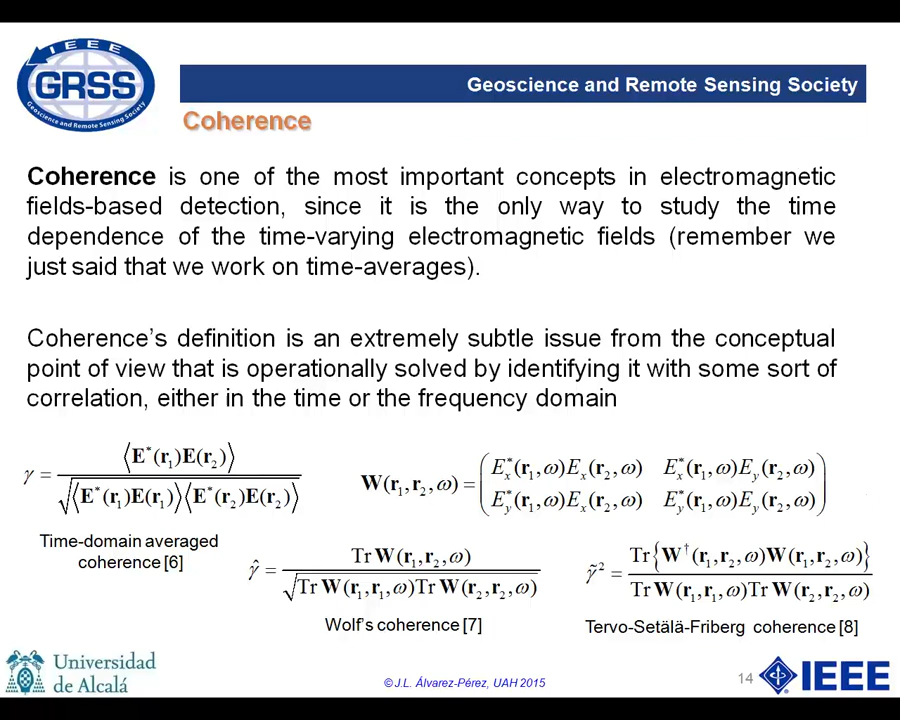 IEEE
GRSS
Geoscience and Remote Sensing Society
Geoscience and Remote Sensing Society
Coherence
Coherence is one of the most important concepts in electromagnetic
fields-based detection, since it is the only way to study the time
dependence of the time-varying electromagnetic fields (remember we
just said that we work on time-averages).
Coherence's definition is an extremely subtle issue from the conceptual
point of view that is operationally solved by identifying it with some sort of
correlation, either in the time or the frequency domain
γ = ⟨E*(r₁)E(r₂)⟩ / √(⟨E*(r₁)E(r₁)⟩⟨E*(r₂)E(r₂)⟩)
W(r₁,r₂,ω) = ( E*ₓ(r₁,ω)Eₓ(r₂,ω) E*ₓ(r₁,ω)E_y(r₂,ω)
E*_y(r₁,ω)Eₓ(r₂,ω) E*_y(r₁,ω)E_y(r₂,ω) )
Time-domain averaged
coherence [6]
γ̂ = Tr W(r₁,r₂,ω) / √(Tr W(r₁,r₁,ω)Tr W(r₂,r₂,ω))
γ̃² = Tr{W†(r₁,r₂,ω)W(r₁,r₂,ω)} / Tr W(r₁,r₁,ω)Tr W(r₂,r₂,ω)
Wolf's coherence [7]
Tervo-Setälä-Friberg coherence [8]
Universidad
de Alcalá
© J.L. Álvarez-Pérez, UAH 2015
14
IEEE